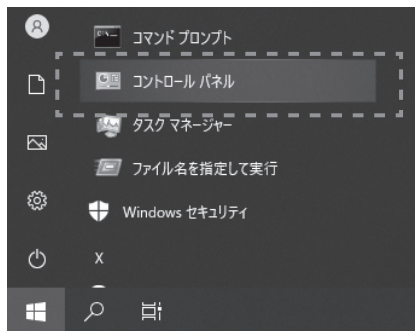 コマンド プロンプト
コントロール パネル
タスク マネージャー
ファイル名を指定して実行
Windows セキュリティ
X